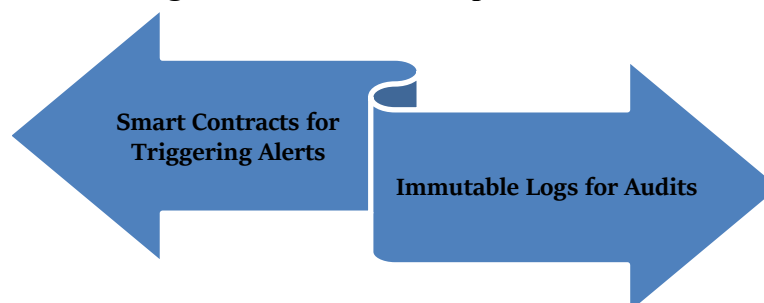 Smart Contracts for
Triggering Alerts
Immutable Logs for Audits